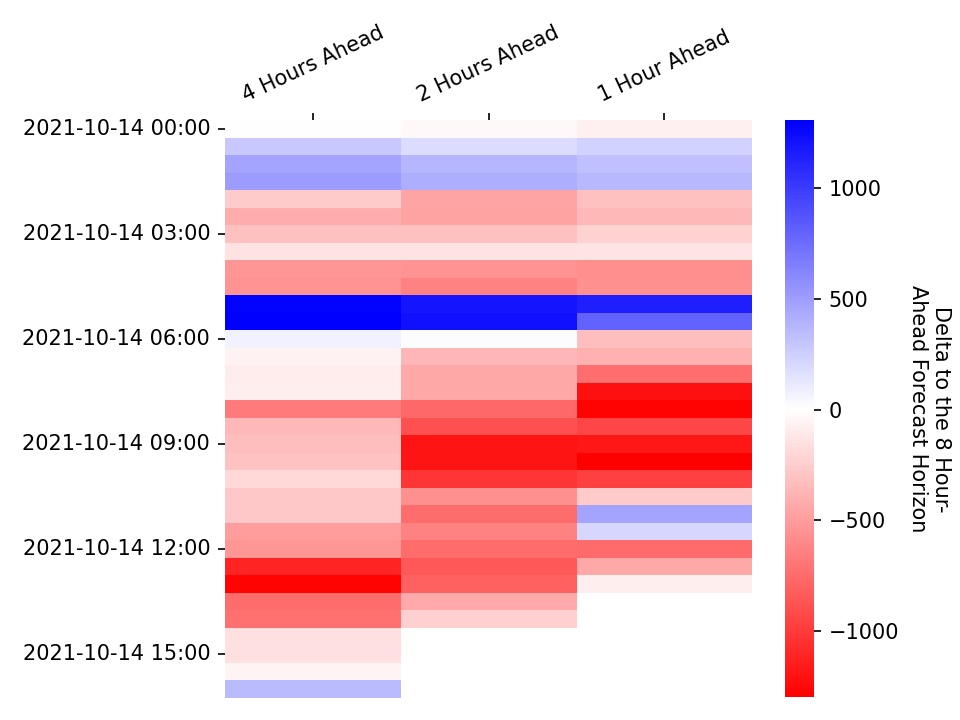 4 Hours Ahead
2 Hours Ahead
1 Hour Ahead
2021-10-14 00:00
2021-10-14 03:00
2021-10-14 06:00
2021-10-14 09:00
2021-10-14 12:00
2021-10-14 15:00
1000
500
0
−500
−1000
Delta to the 8 Hour-
Ahead Forecast Horizon